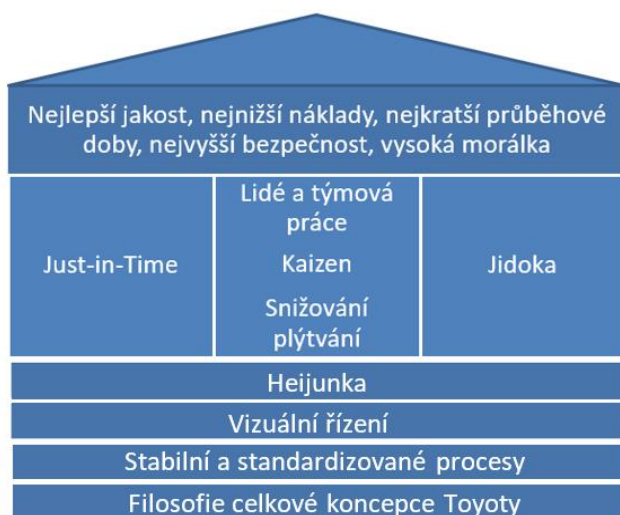 Nejlepší jakost, nejnižší náklady, nejkratší průběhové
doby, nejvyšší bezpečnost, vysoká morálka
Just-in-Time
Lidé a týmová
práce
Kaizen
Snižování
plýtvání
Jidoka
Heijunka
Vizuální řízení
Stabilní a standardizované procesy
Filosofie celkové koncepce Toyoty